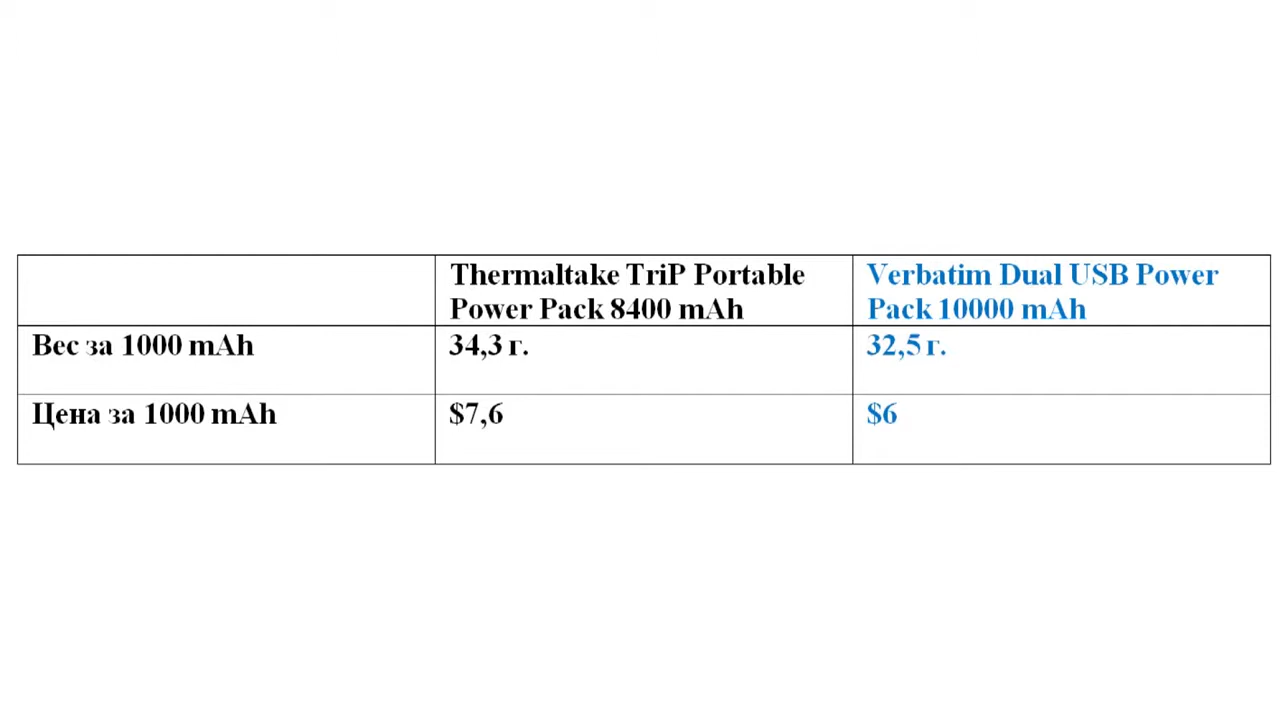 Thermaltake TriP Portable
Power Pack 8400 mAh
Verbatim Dual USB Power
Pack 10000 mAh
Вес за 1000 mAh
34,3 г.
32,5 г.
Цена за 1000 mAh
$7,6
$6